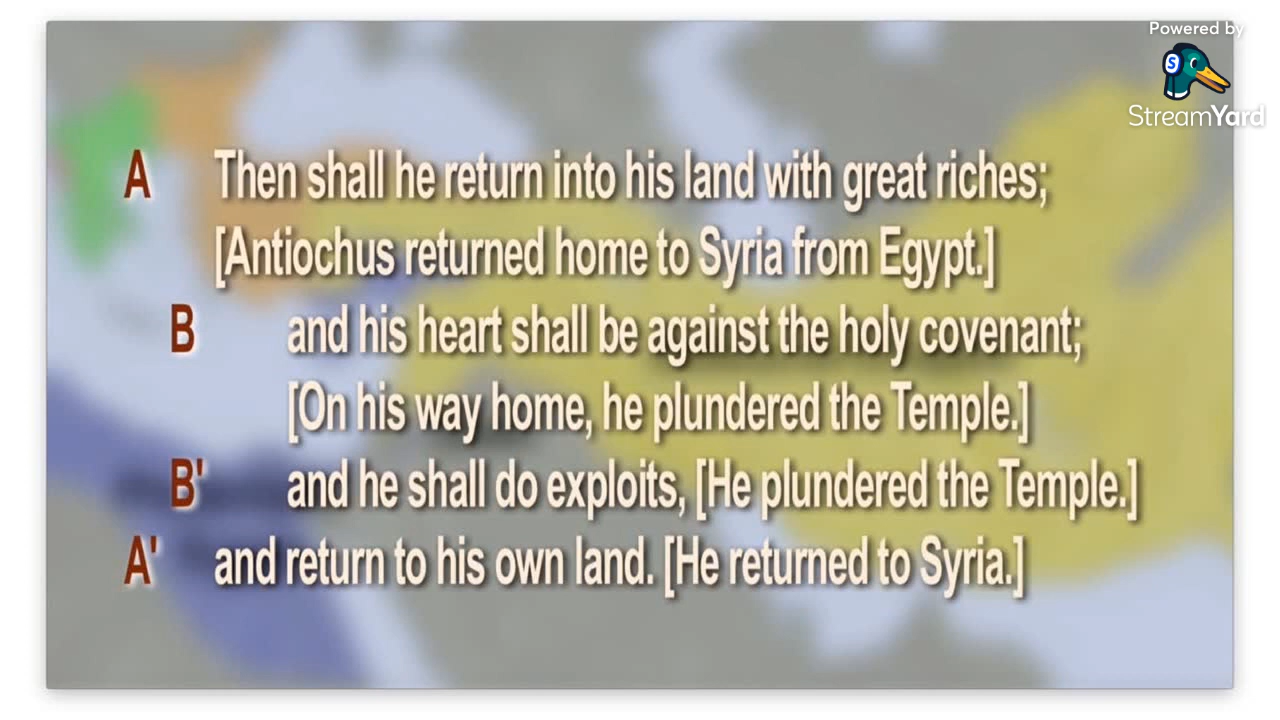 Powered by
StreamYard
A Then shall he return into his land with great riches;
[Antiochus returned home to Syria from Egypt.]
B and his heart shall be against the holy covenant;
[On his way home, he plundered the Temple.]
B' and he shall do exploits, [He plundered the Temple.]
A' and return to his own land. [He returned to Syria.]